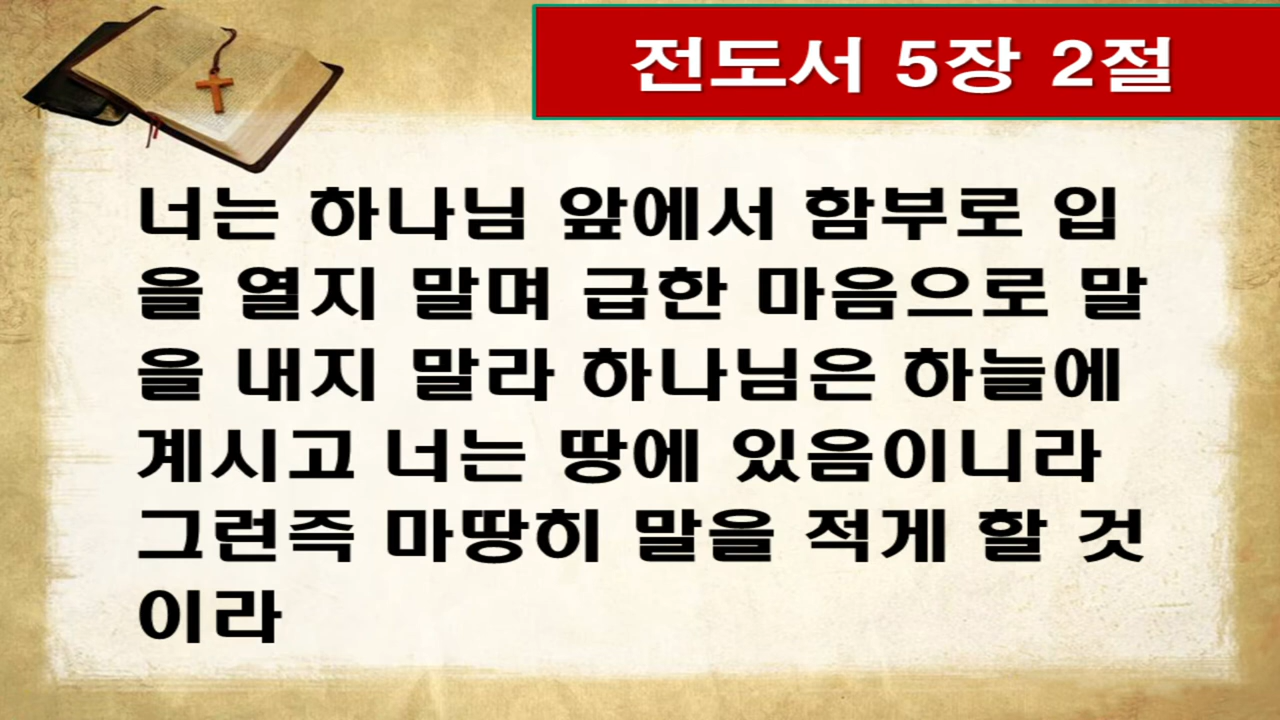 전도서 5장 2절
너는 하나님 앞에서 함부로 입
을 열지 말며 급한 마음으로 말
을 내지 말라 하나님은 하늘에
계시고 너는 땅에 있음이니라
그런즉 마땅히 말을 적게 할 것
이라